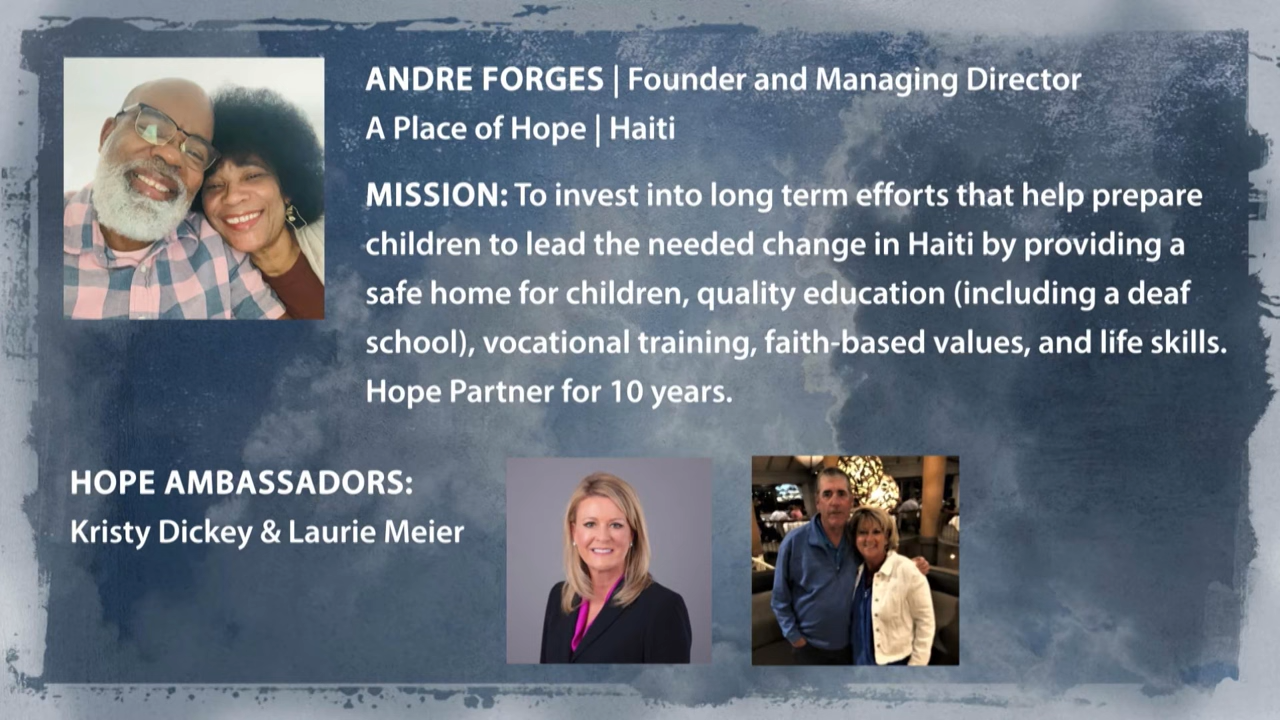 ANDRE FORGES | Founder and Managing Director
A Place of Hope | Haiti
MISSION: To invest into long term efforts that help prepare
children to lead the needed change in Haiti by providing a
safe home for children, quality education (including a deaf
school), vocational training, faith-based values, and life skills.
Hope Partner for 10 years.
HOPE AMBASSADORS:
Kristy Dickey & Laurie Meier